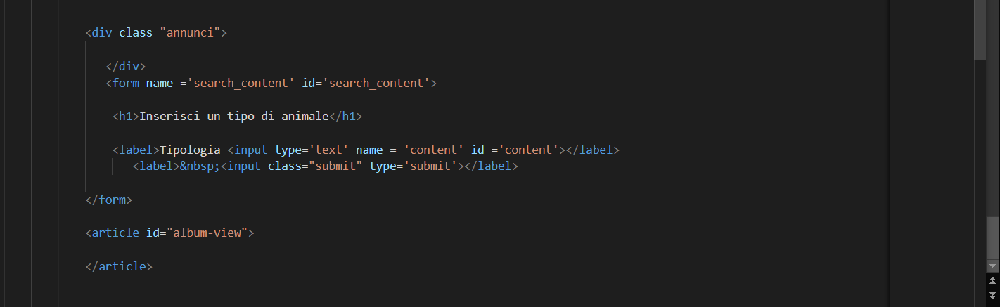 <div class="annunci">
</div>
<form name ='search_content' id='search_content'>
<h1>Inserisci un tipo di animale</h1>
<label>Tipologia <input type='text' name = 'content' id ='content'></label>
<label>&nbsp;<input class="submit" type='submit'></label>
</form>
<article id="album-view">
</article>